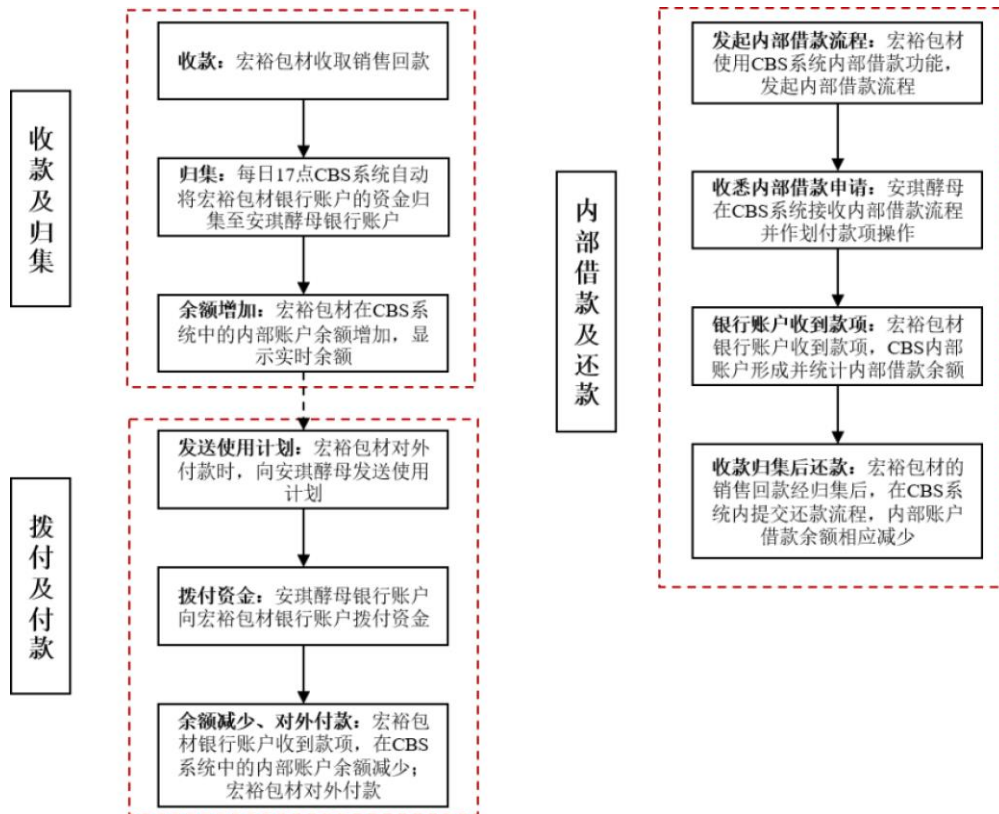 收款及归集
收款：宏裕包材收取销售回款
归集：每日17点CBS系统自动
将宏裕包材银行账户的资金归
集至安琪酵母银行账户
余额增加：宏裕包材在CBS系
统中的内部账户余额增加，显
示实时余额
拨付及付款
发送使用计划：宏裕包材对外
付款时，向安琪酵母发送使用
计划
拨付资金：安琪酵母银行账户
向宏裕包材银行账户拨付资金
余额减少、对外付款：宏裕包
材银行账户收到款项，在CBS
系统中的内部账户余额减少；
宏裕包材对外付款
内部借款及还款
发起内部借款流程：宏裕包材
使用CBS系统内部借款功能，
发起内部借款流程
收悉内部借款申请：安琪酵母
在CBS系统接收内部借款流程
并作划付款项操作
银行账户收到款项：宏裕包材
银行账户收到款项，CBS内部
账户形成并统计内部借款余额
收款归集后还款：宏裕包材的
销售回款经归集后，在CBS系
统内提交还款流程，内部账户
借款余额相应减少